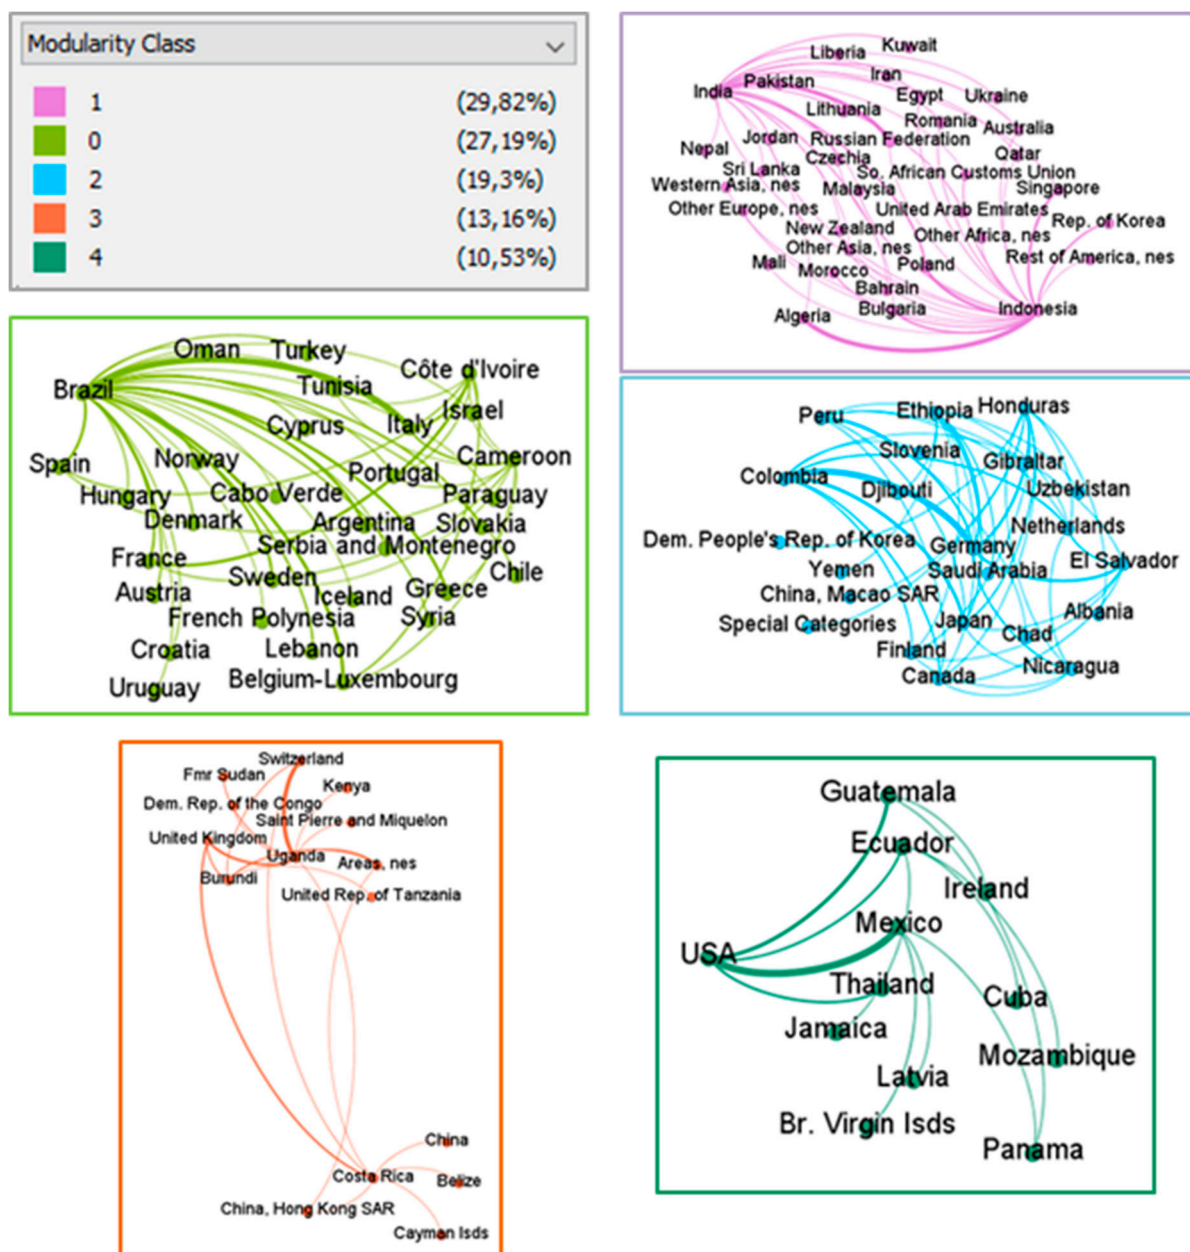 Modularity Class
1 (29,82%)
0 (27,19%)
2 (19,3%)
3 (13,16%)
4 (10,53%)
Kuwait
Liberia
Iran
Pakistan
India
Egypt
Ukraine
Lithuania
Romania
Australia
Jordan
Russian Federation
Nepal
Czechia
Qatar
Sri Lanka
So. African Customs Union
Western Asia, nes
Malaysia
Singapore
Other Europe, nes
United Arab Emirates
Rep. of Korea
New Zealand
Other Africa, nes
Other Asia, nes
Rest of America, nes
Mali
Morocco
Poland
Bahrain
Bulgaria
Indonesia
Algeria
Oman
Turkey
Côte d'Ivoire
Brazil
Tunisia
Israel
Cyprus
Italy
Spain
Norway
Cameroon
Portugal
Hungary
Cabo Verde
Paraguay
Denmark
Argentina
Slovakia
Serbia and Montenegro
France
Chile
Sweden
Austria
Iceland
Greece
French Polynesia
Syria
Croatia
Lebanon
Uruguay
Belgium-Luxembourg
Peru
Ethiopia
Honduras
Slovenia
Gibraltar
Colombia
Djibouti
Uzbekistan
Netherlands
Dem. People's Rep. of Korea
Germany
El Salvador
Yemen
Saudi Arabia
China, Macao SAR
Albania
Special Categories
Japan
Chad
Finland
Nicaragua
Canada
Switzerland
Fmr Sudan
Kenya
Dem. Rep. of the Congo
Saint Pierre and Miquelon
United Kingdom
Uganda
Areas, nes
Burundi
United Rep. of Tanzania
China
Costa Rica
Belize
China, Hong Kong SAR
Cayman Isds
Guatemala
Ecuador
Ireland
Mexico
USA
Thailand
Cuba
Jamaica
Mozambique
Latvia
Br. Virgin Isds
Panama